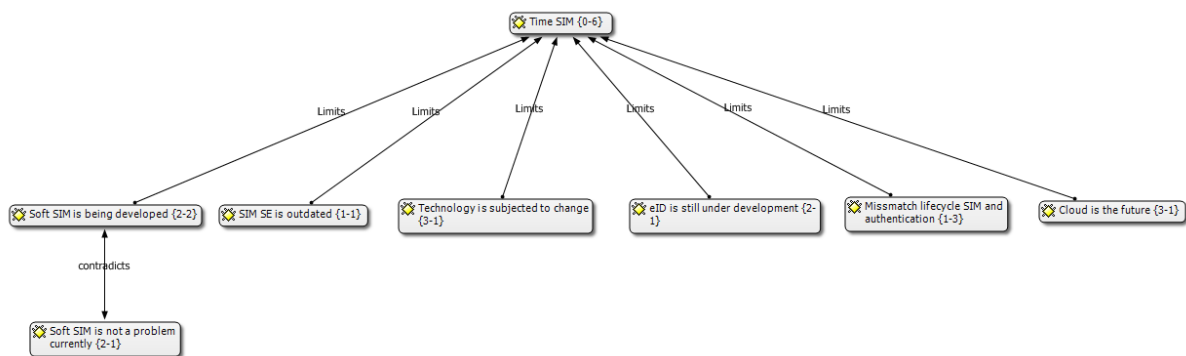 Time SIM {0-6}
Limits
Limits
Limits
Limits
Limits
Limits
Soft SIM is being developed {2-2}
SIM SE is outdated {1-1}
Technology is subjected to change
{3-1}
eID is still under development {2-
1}
Missmatch lifecycle SIM and
authentication {1-3}
Cloud is the future {3-1}
contradicts
Soft SIM is not a problem
currently {2-1}